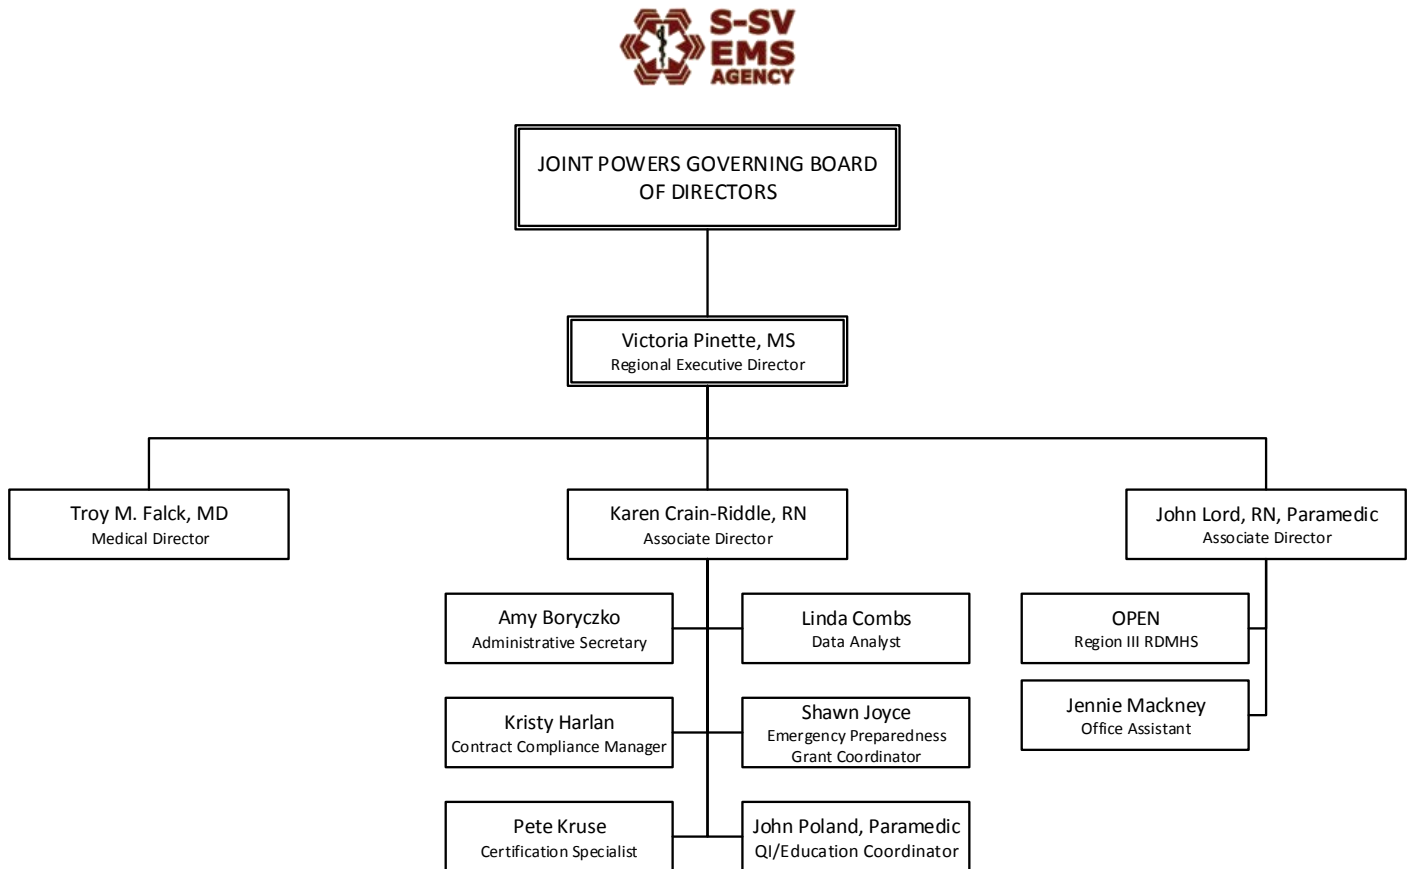 S-SV
EMS
AGENCY
JOINT POWERS GOVERNING BOARD
OF DIRECTORS
Victoria Pinette, MS
Regional Executive Director
Troy M. Falck, MD
Medical Director
Karen Crain-Riddle, RN
Associate Director
John Lord, RN, Paramedic
Associate Director
Amy Boryczko
Administrative Secretary
Linda Combs
Data Analyst
OPEN
Region III RDMHS
Kristy Harlan
Contract Compliance Manager
Shawn Joyce
Emergency Preparedness
Grant Coordinator
Jennie Mackney
Office Assistant
Pete Kruse
Certification Specialist
John Poland, Paramedic
QI/Education Coordinator